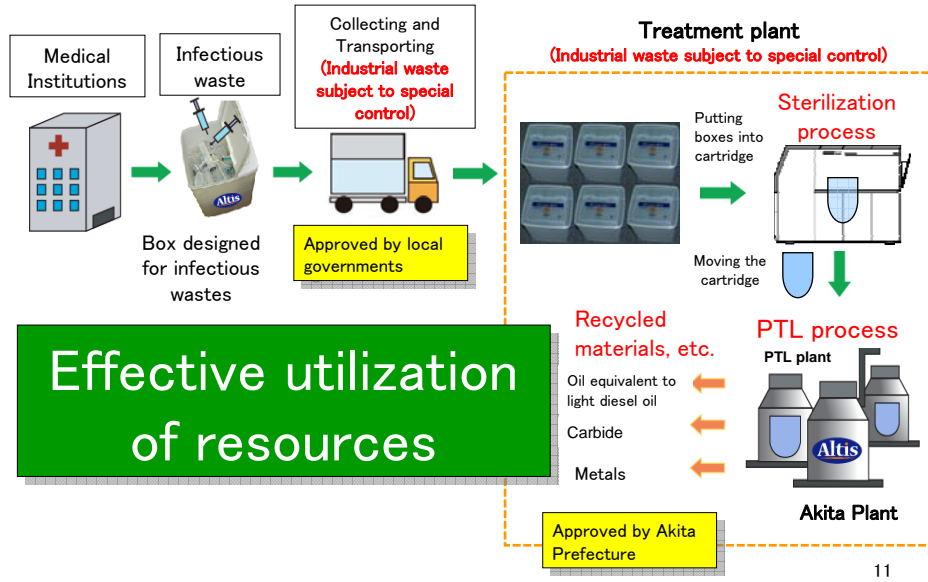 Medical
Institutions
Infectious
waste
Collecting and
Transporting
(Industrial waste
subject to special
control)
Altis
Box designed
for infectious
wastes
Approved by local
governments
Treatment plant
(Industrial waste subject to special control)
Putting
boxes into
cartridge
Sterilization
process
Moving the
cartridge
PTL process
PTL plant
Altis
Akita Plant
Recycled
materials, etc.
Oil equivalent to
light diesel oil
Carbide
Metals
Approved by Akita
Prefecture
Effective utilization
of resources
11